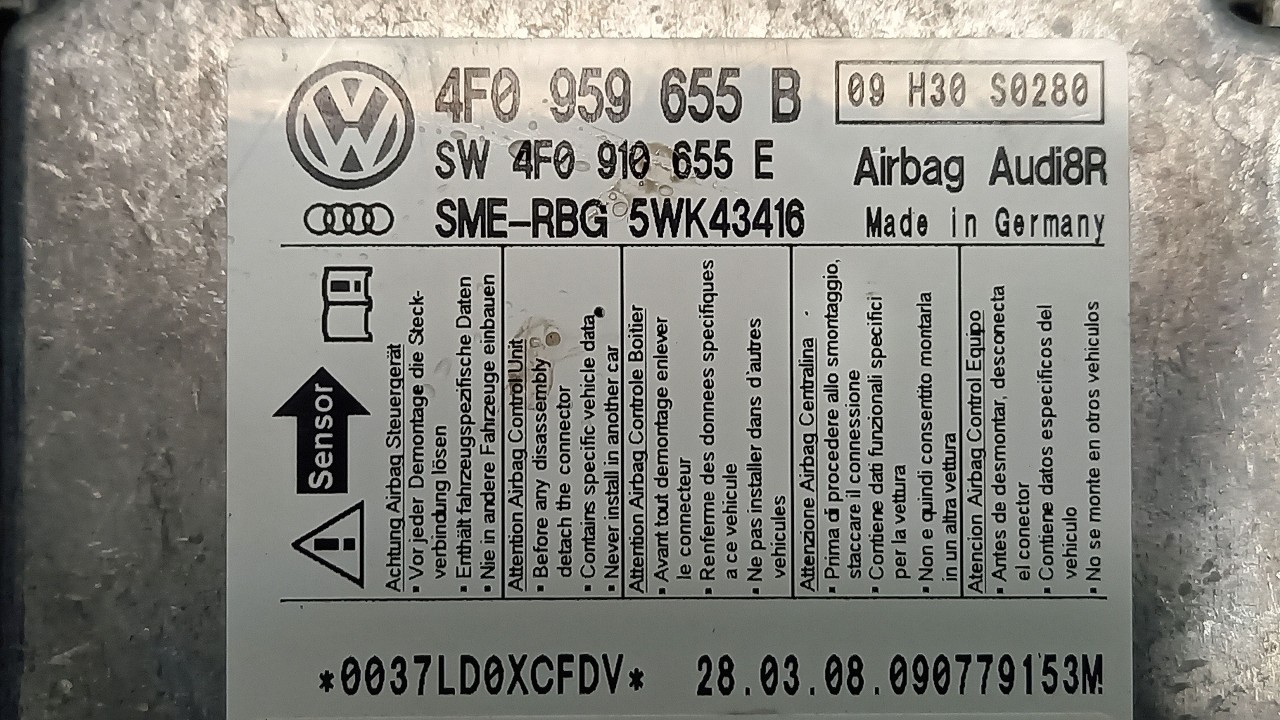 4F0 959 655 B
09 H30 S0280
SW 4F0 910 655 E
Airbag Audi8R
SME-RBG 5WK43416
Made in Germany
Sensor
Achtung Airbag Steuergerät
▪ Vor jeder Demontage die Steck-
verbindung lösen
▪ Enthält fahrzeugspezifische Daten
▪ Nie in andere Fahrzeuge einbauen
Attention Airbag Control Unit
▪ Before any disassembly
detach the connector
▪ Contains specific vehicle data
▪ Never install in another car
Attention Airbag Controle Boitier
▪ Avant tout demontage enlever
le connecteur
▪ Renferme des donnees specifiques
a ce vehicule
▪ Ne pas installer dans d'autres
vehicules
Attenzione Airbag Centralina
▪ Prima di procedere allo smontaggio,
staccare il connessione
▪ Contiene dati funzionali specifici
per la vettura
▪ Non e quindi consentito montarla
in un altra vettura
Atencion Airbag Control Equipo
▪ Antes de desmontar, desconecta
el conector
▪ Contiene datos especificos del
vehiculo
▪ No se monte en otros vehiculos
*0037LD0XCFDV*
28.03.08.090779153M